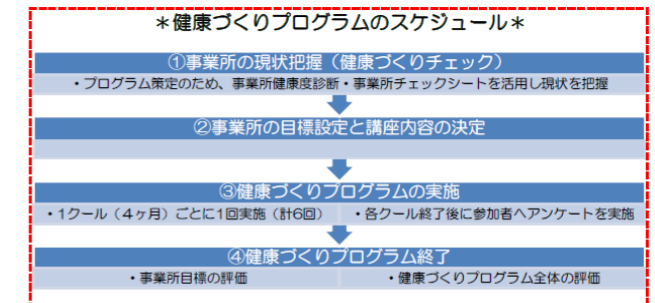 ＊健康づくりプログラムのスケジュール＊
①事業所の現状把握（健康づくりチェック）
・プログラム策定のため、事業所健康度診断・事業所チェックシートを活用し現状を把握
②事業所の目標設定と講座内容の決定
③健康づくりプログラムの実施
・1クール（４ヶ月）ごとに1回実施（計6回） ・各クール終了後に参加者へアンケートを実施
④健康づくりプログラム終了
・事業所目標の評価 ・健康づくりプログラム全体の評価